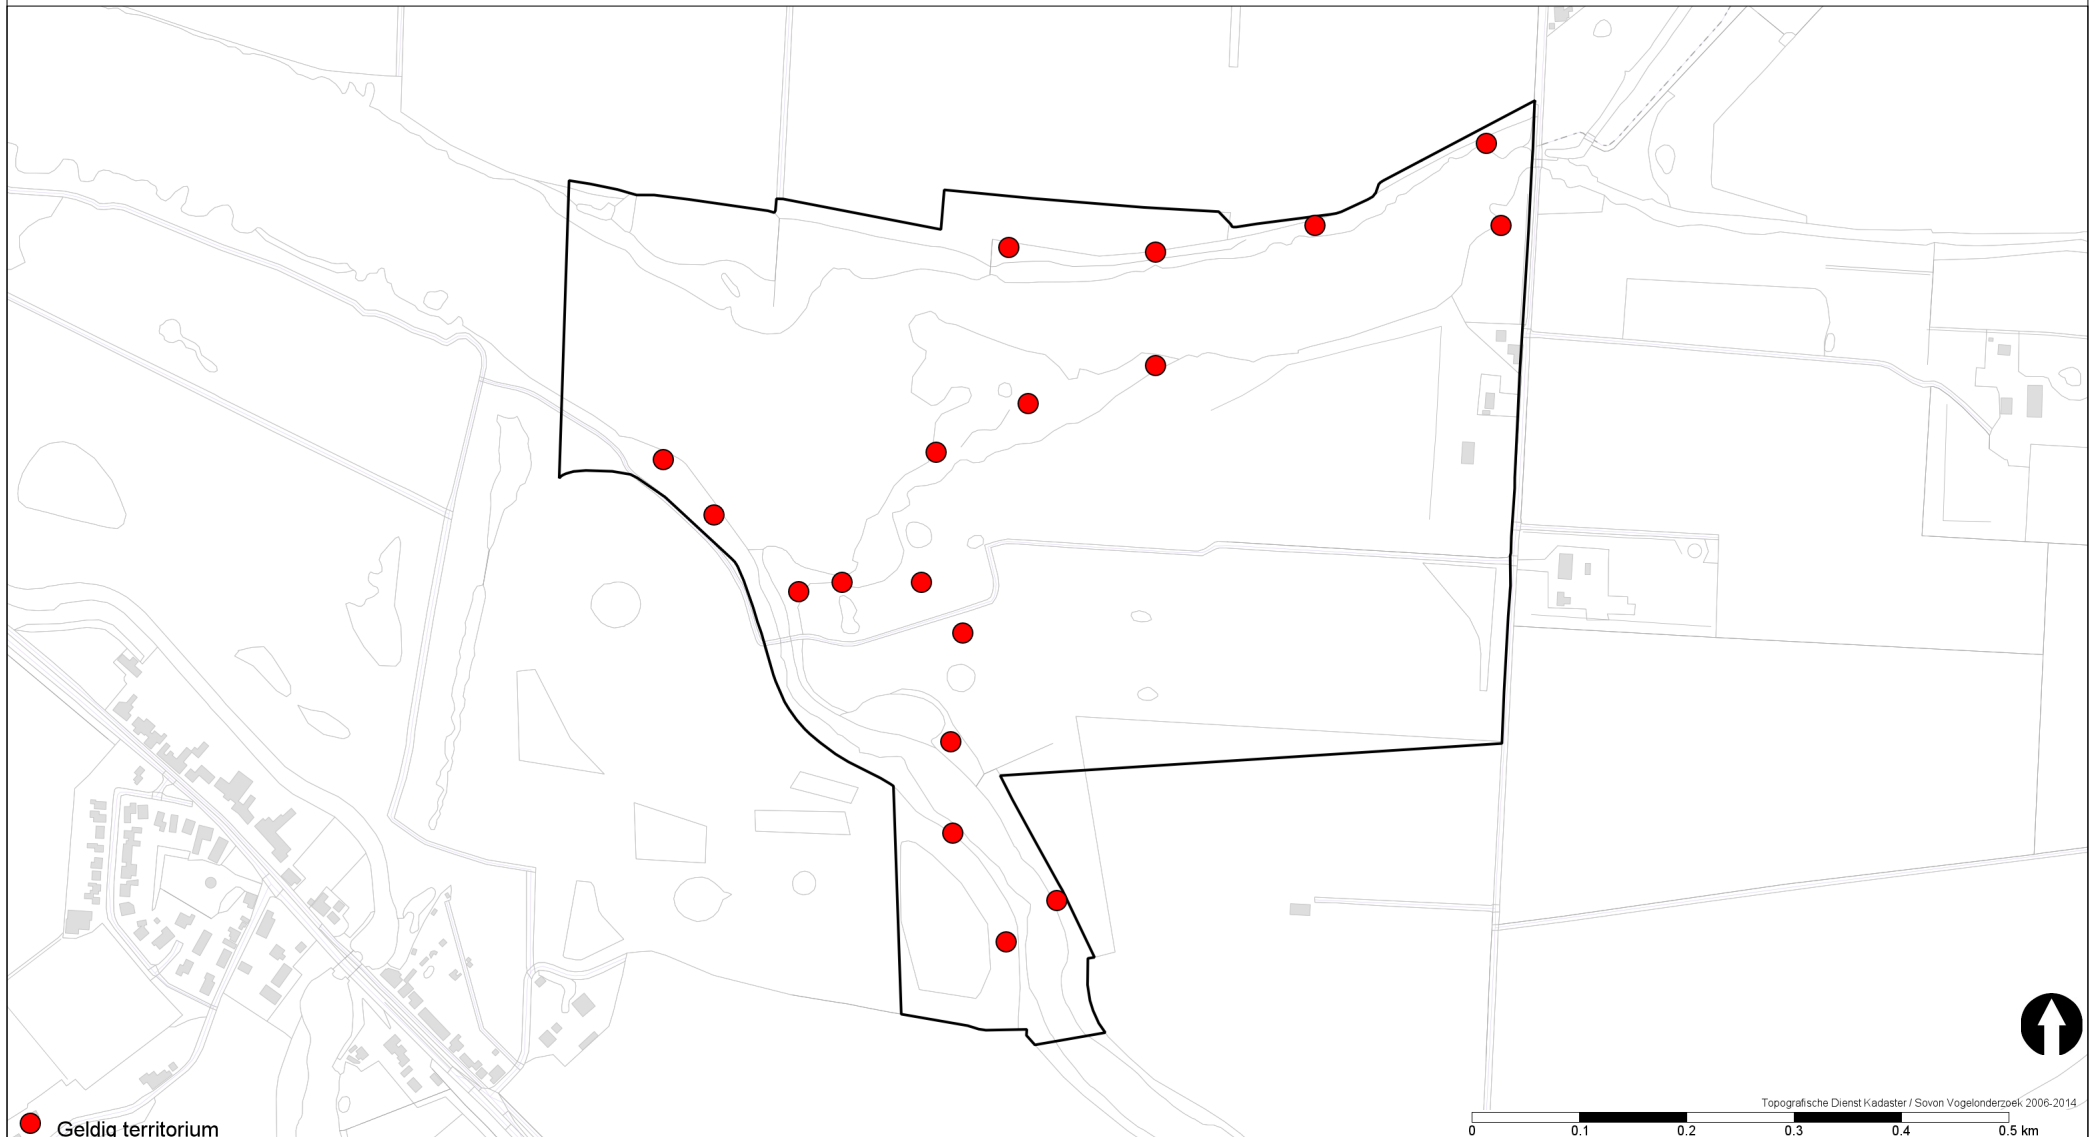 Topografische Dienst Kadaster / Sovon Vogelonderzoek 2006-2014
Geldig territorium
0 0.1 0.2 0.3 0.4 0.5 km